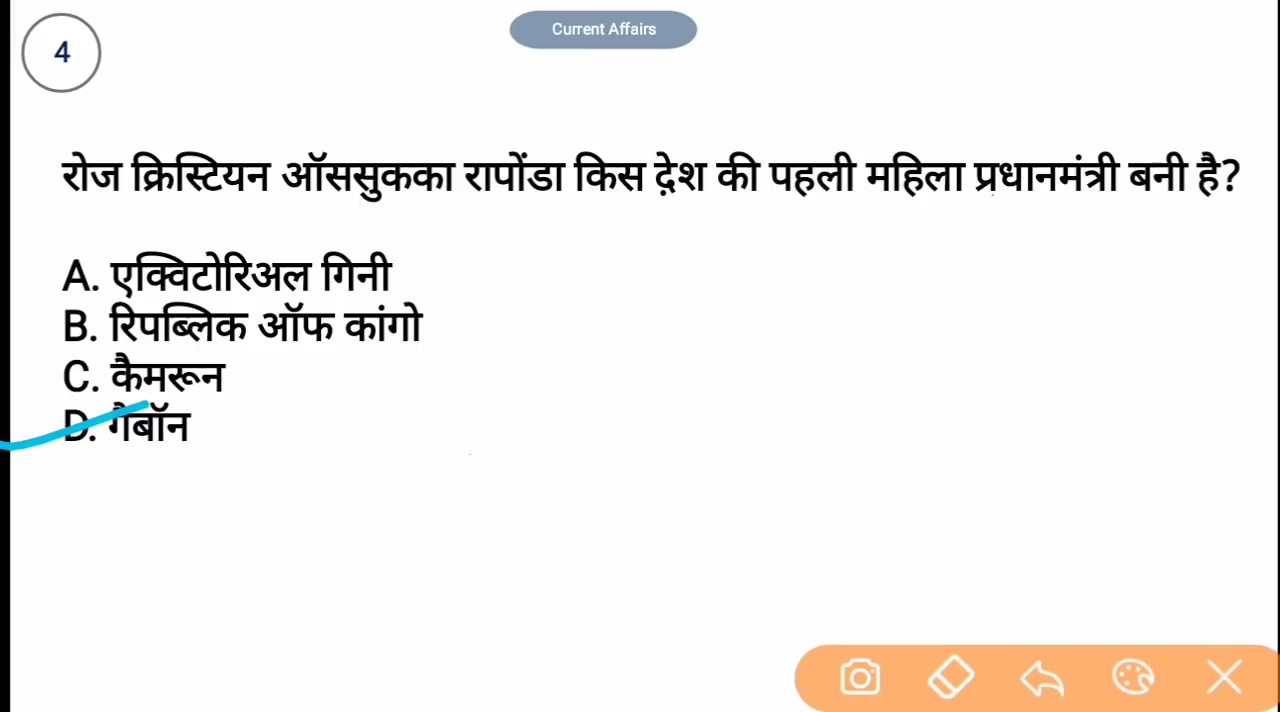 4
Current Affairs
रोज क्रिस्टियन ऑससुकका रापोंडा किस देश की पहली महिला प्रधानमंत्री बनी है?
A. एक्विटोरिअल गिनी
B. रिपब्लिक ऑफ कांगो
C. कैमरून
D. गैबॉन